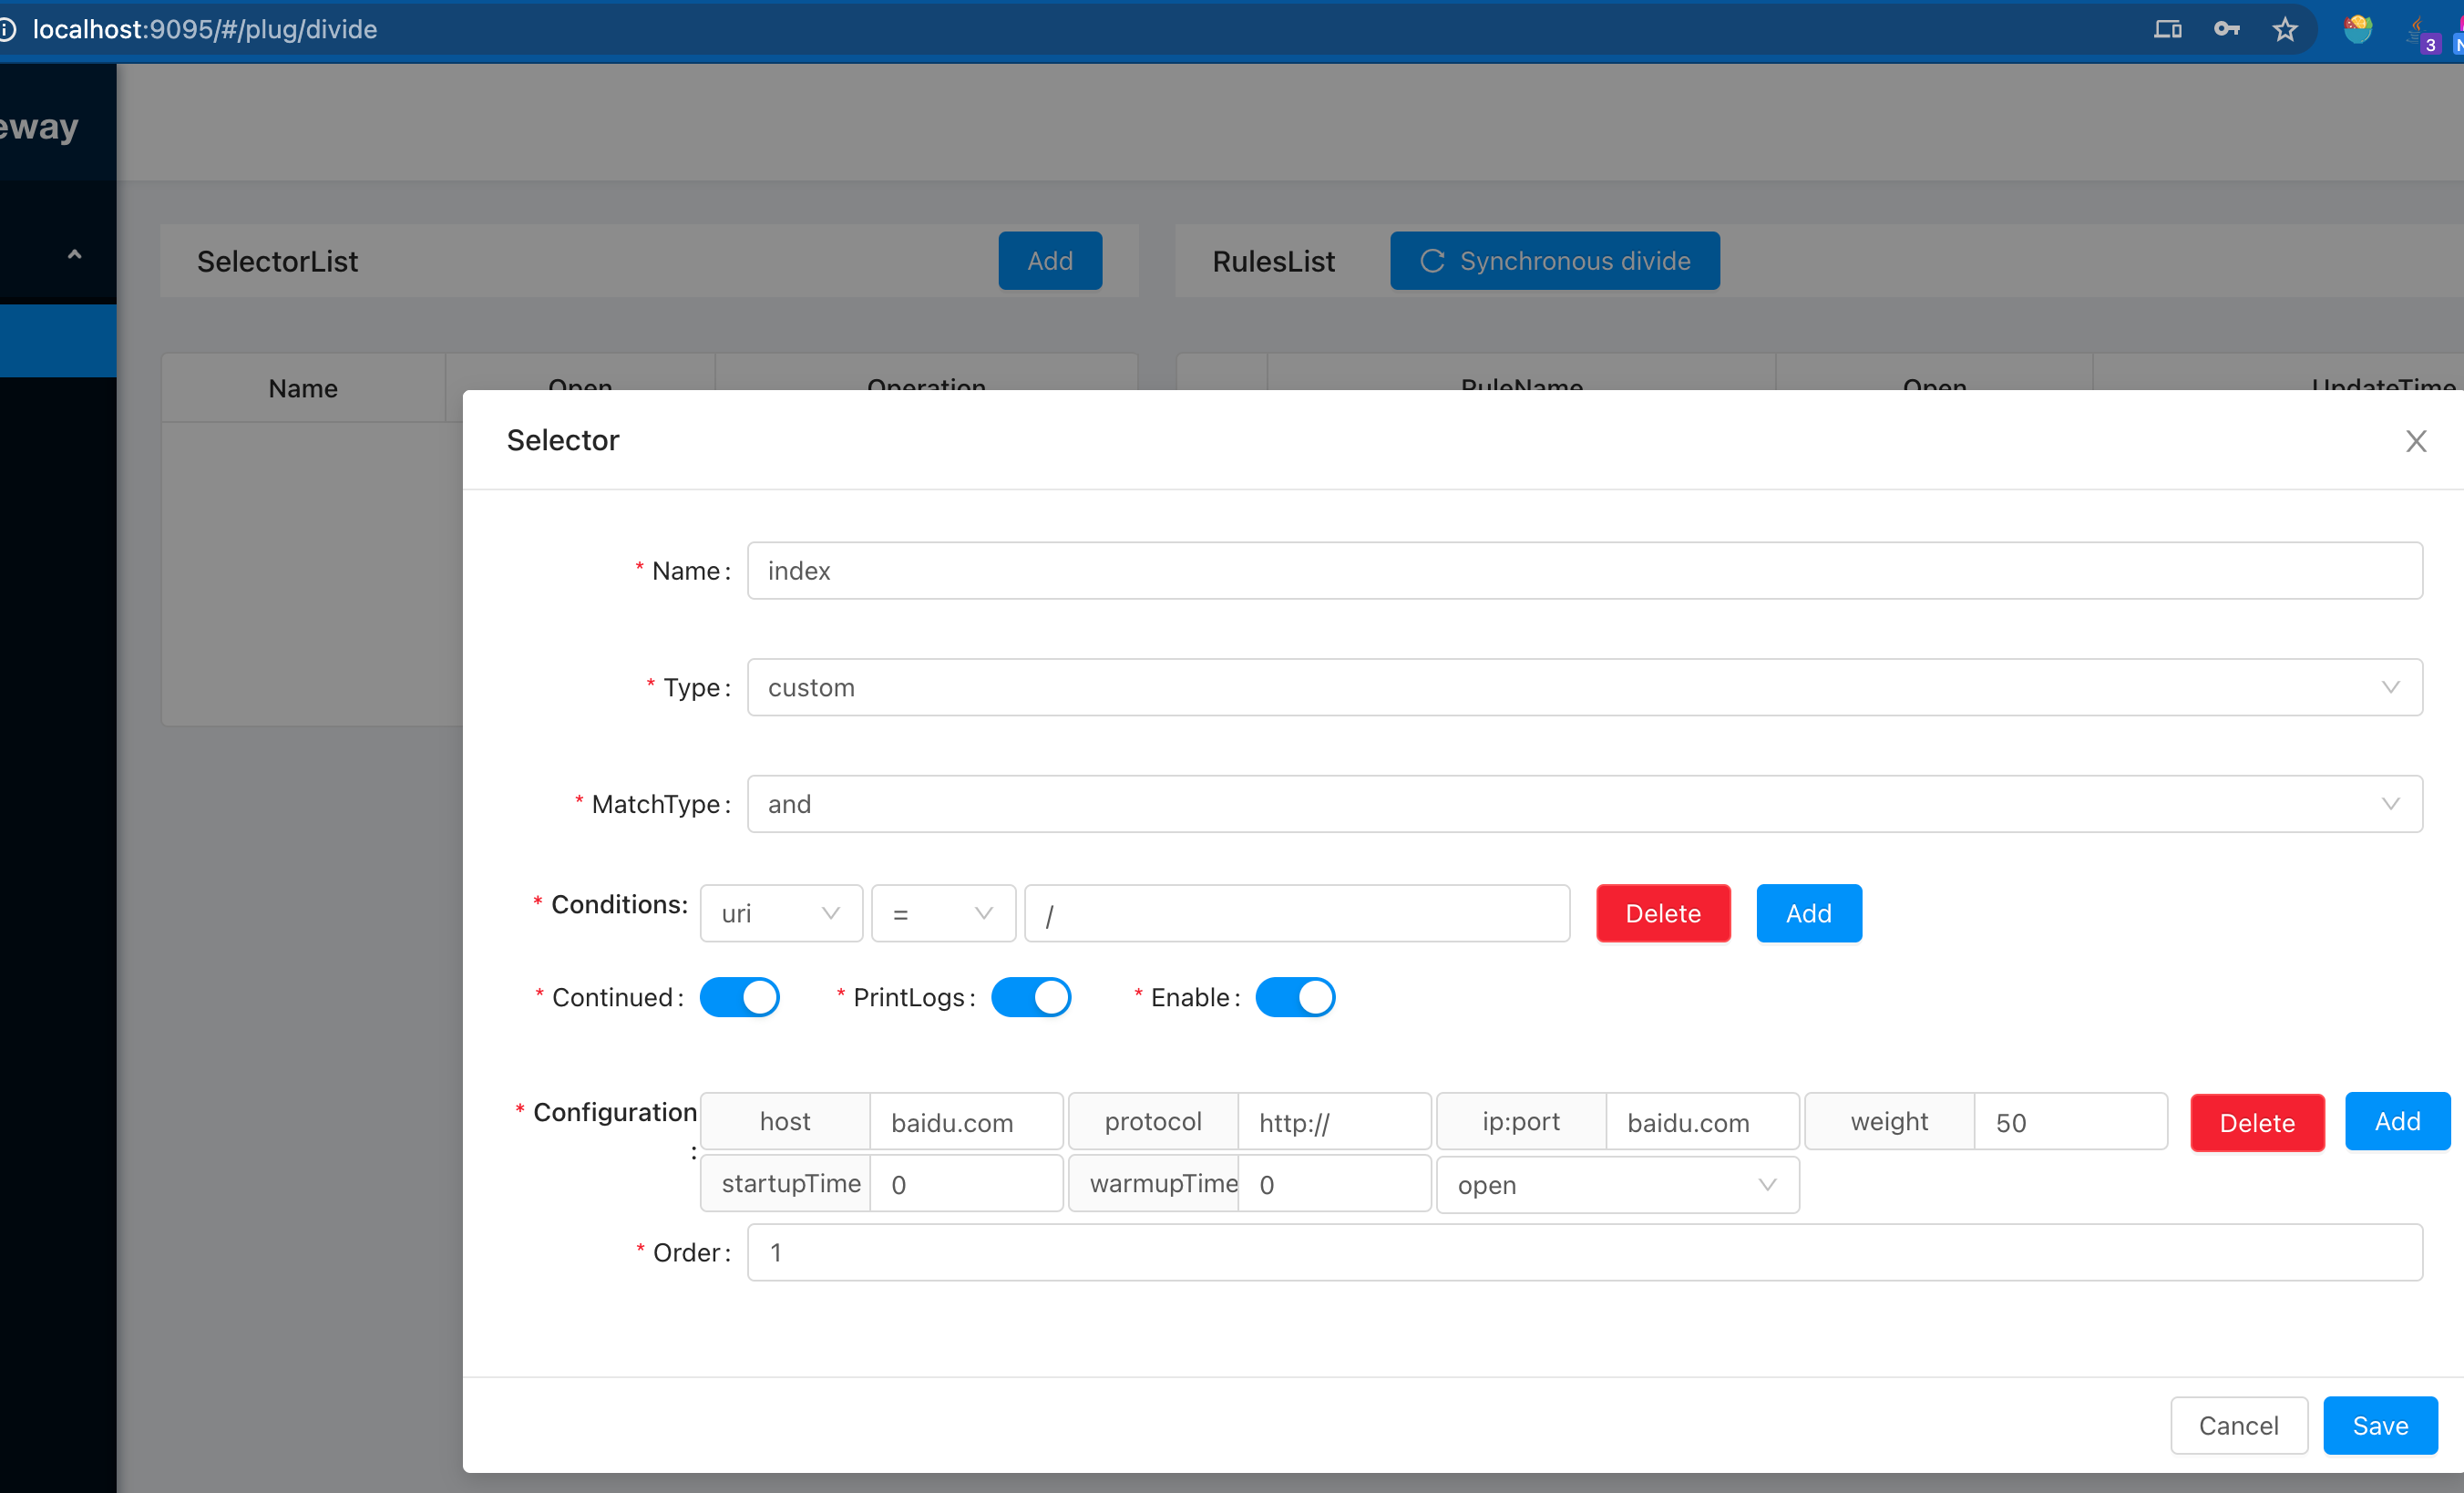 localhost:9095/#/plug/divide
3
eway
SelectorList
Add
RulesList
Synchronous divide
Name
Open
Operation
RuleName
Open
UpdateTime
Selector
* Name: index
* Type: custom
* MatchType: and
* Conditions: uri = / Delete Add
* Continued: * PrintLogs: * Enable:
* Configuration: host baidu.com protocol http:// ip:port baidu.com weight 50 Delete Add
startupTime 0 warmupTime 0 open
* Order: 1
Cancel Save